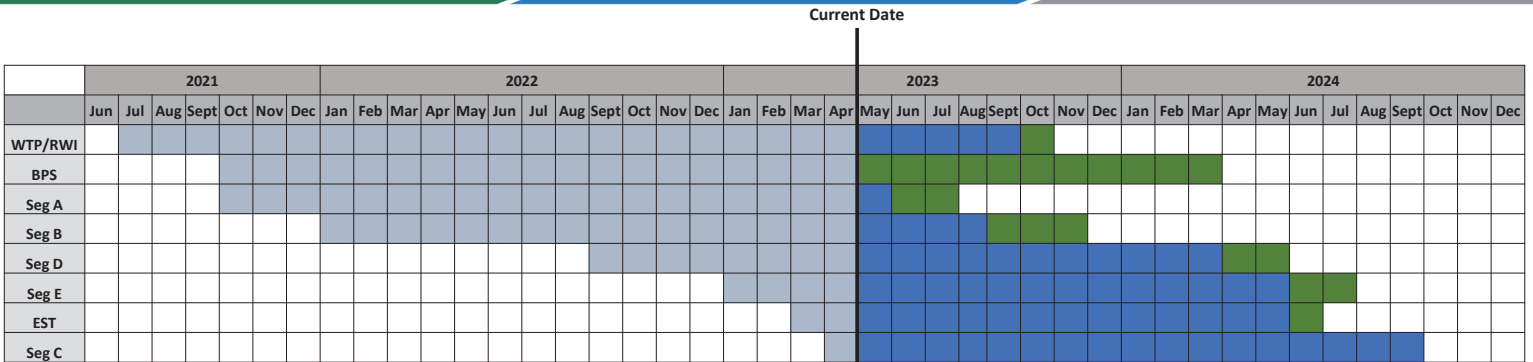 Current Date
2021 2022 2023 2024
Jun Jul Aug Sept Oct Nov Dec Jan Feb Mar Apr May Jun Jul Aug Sept Oct Nov Dec Jan Feb Mar Apr May Jun Jul Aug Sept Oct Nov Dec Jan Feb Mar Apr May Jun Jul Aug Sept Oct Nov Dec
WTP/RWI
BPS
Seg A
Seg B
Seg D
Seg E
EST
Seg C